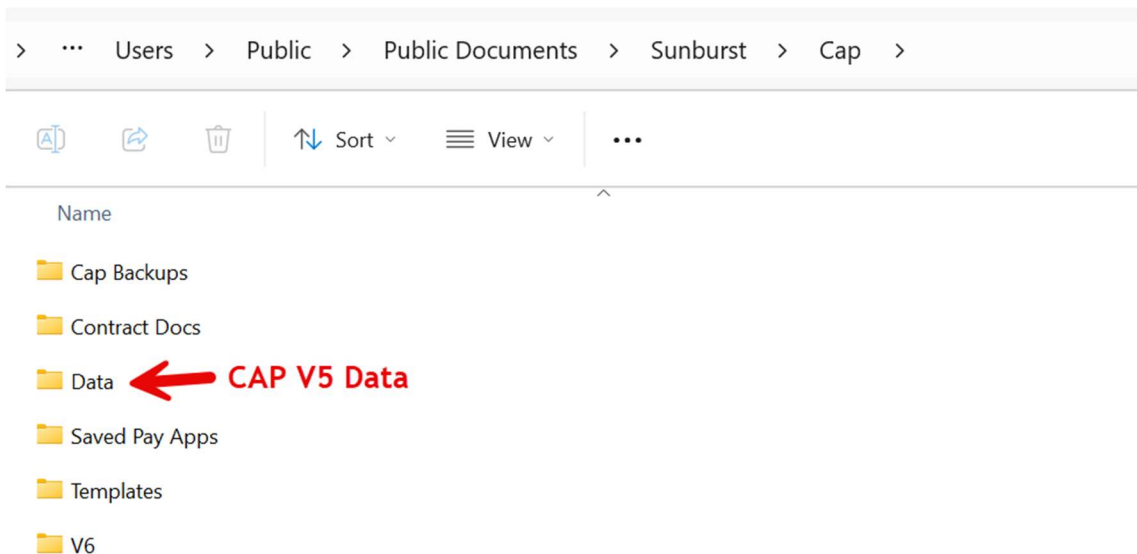 > ... Users > Public > Public Documents > Sunburst > Cap >
Sort View ...
Name
Cap Backups
Contract Docs
Data CAP V5 Data
Saved Pay Apps
Templates
V6